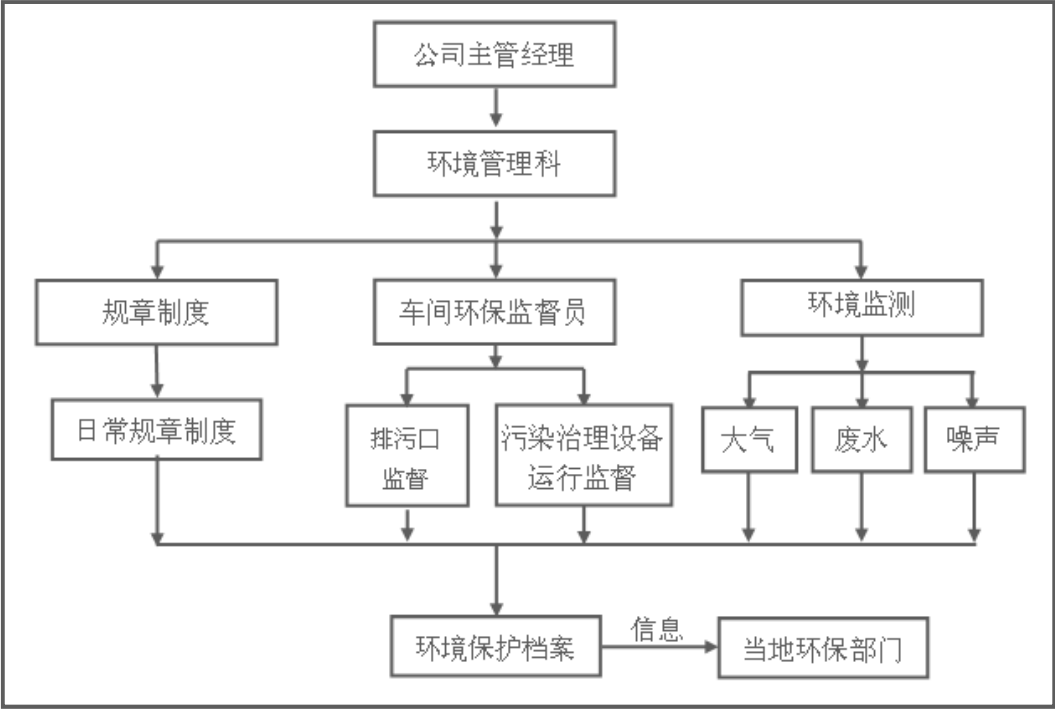 公司主管经理
环境管理科
规章制度
车间环保监督员
环境监测
日常规章制度
排污口
监督
污染治理设备
运行监督
大气
废水
噪声
环境保护档案
信息
当地环保部门